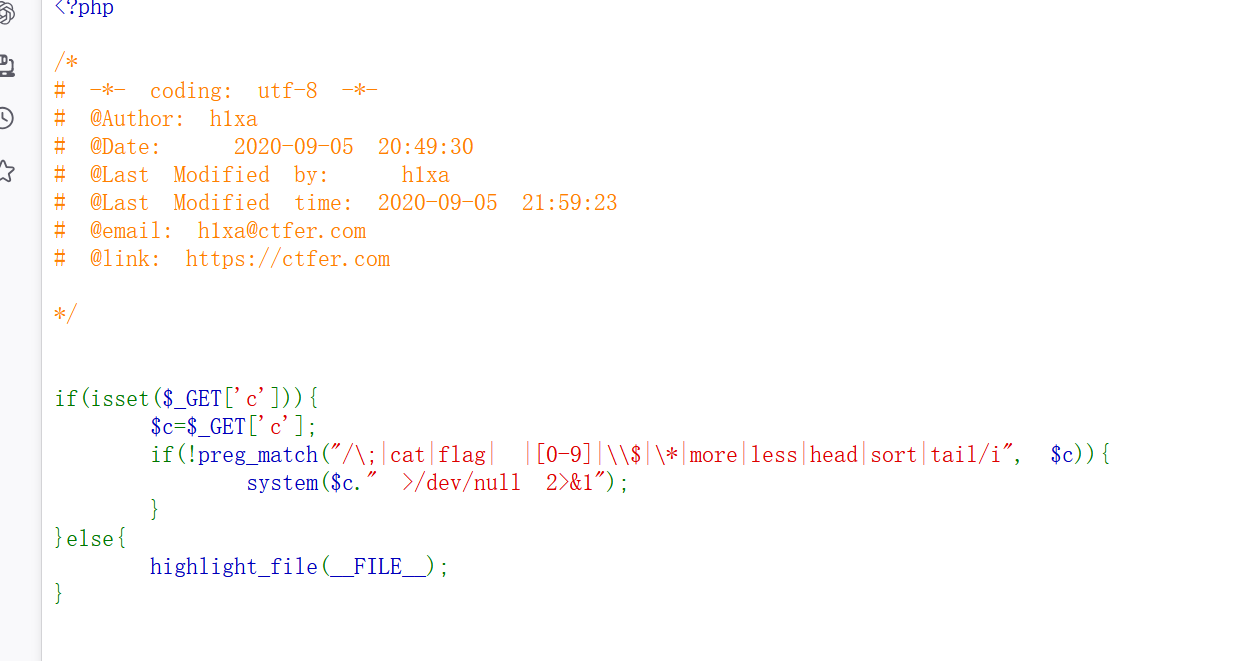 <?php
/*
# -*- coding: utf-8 -*-
# @Author: h1xa
# @Date:   2020-09-05 20:49:30
# @Last Modified by:   h1xa
# @Last Modified time: 2020-09-05 21:59:23
# @email: h1xa@ctfer.com
# @link: https://ctfer.com
*/
if(isset($_GET['c'])){
    $c=$_GET['c'];
    if(!preg_match("/\;|cat|flag| |[0-9]|\\$|\*|more|less|head|sort|tail/i", $c)){
        system($c." >/dev/null 2>&1");
    }
}else{
    highlight_file(__FILE__);
}